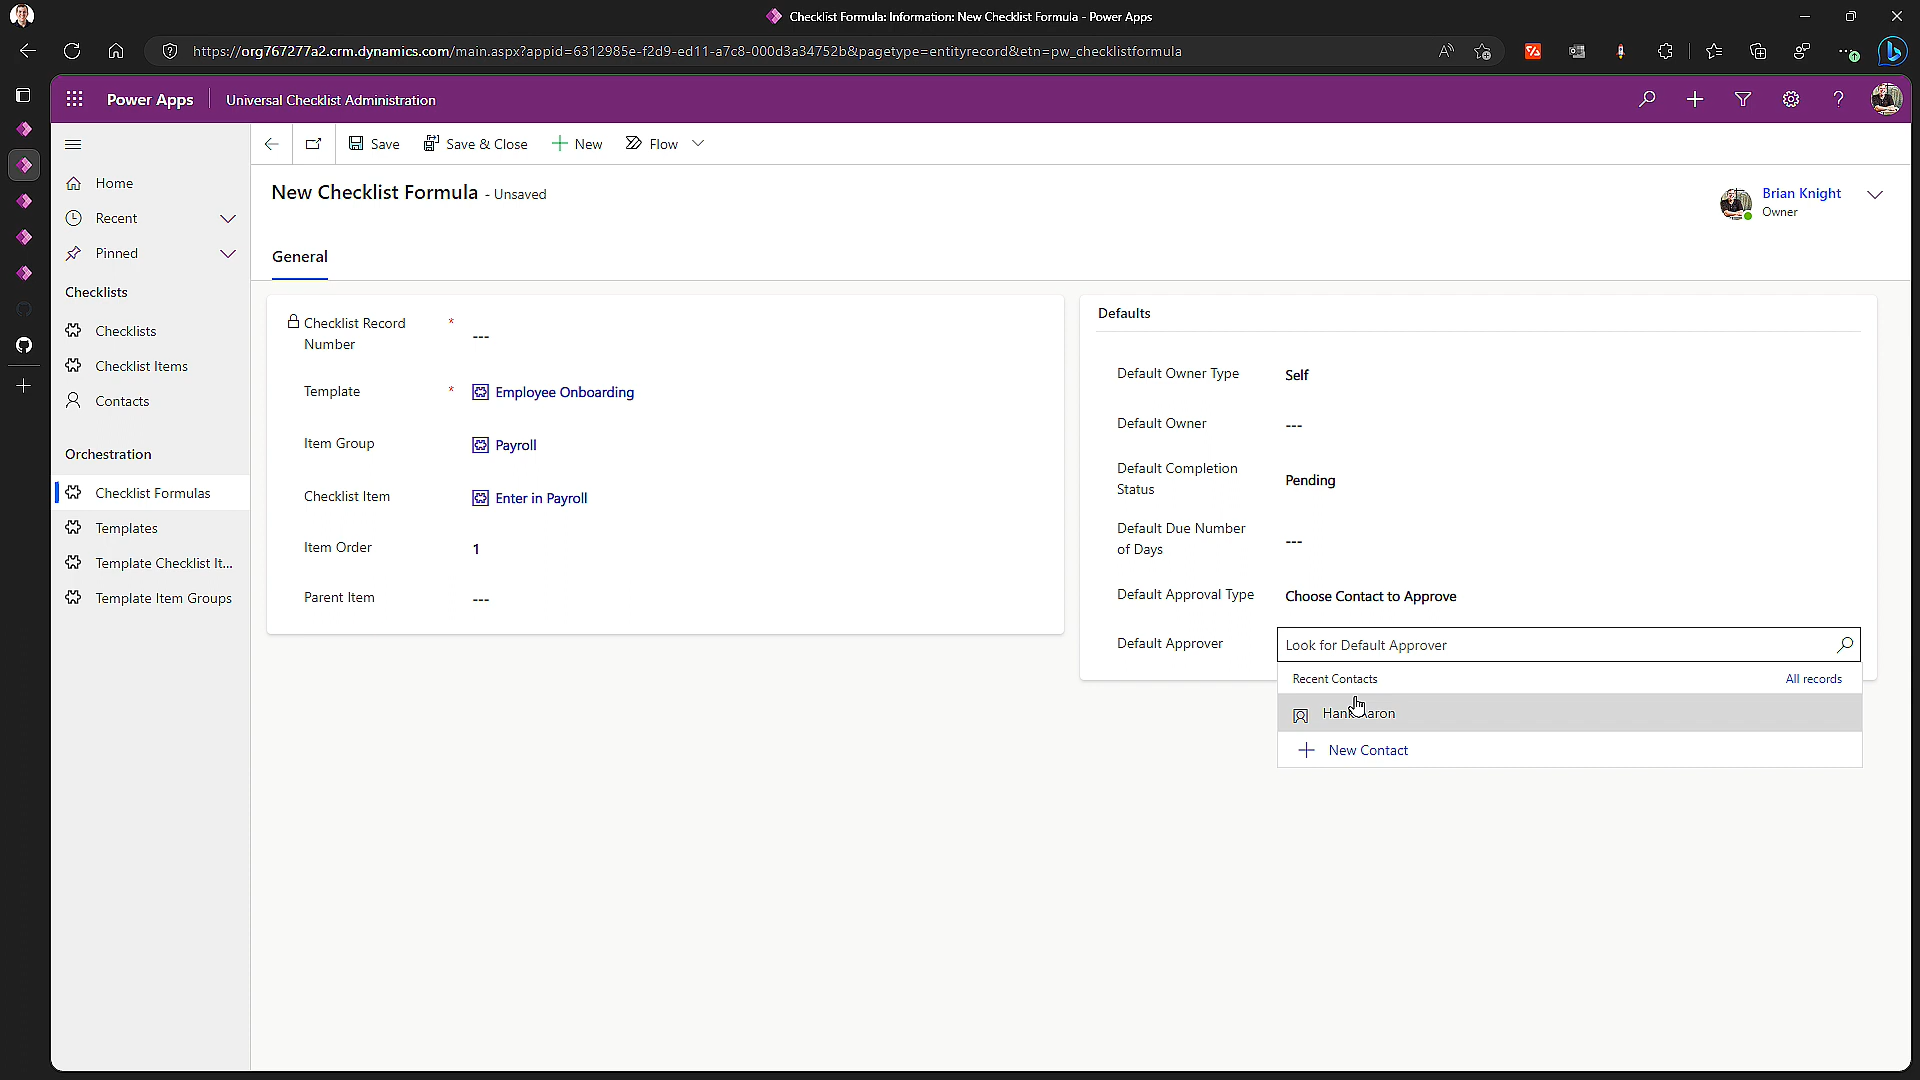 Checklist Formula: Information: New Checklist Formula - Power Apps
https://org767277a2.crm.dynamics.com/main.aspx?appid=6312985e-f2d9-ed11-a7c8-000d3a34752b&pagetype=entityrecord&etn=pw_checklistformula
Power Apps
Universal Checklist Administration
Save
Save & Close
New
Flow
Home
Recent
Pinned
Checklists
Checklists
Checklist Items
Contacts
Orchestration
Checklist Formulas
Templates
Template Checklist It...
Template Item Groups
New Checklist Formula - Unsaved
Brian Knight
Owner
General
Checklist Record
Number
*
---
Template
*
Employee Onboarding
Item Group
Payroll
Checklist Item
Enter in Payroll
Item Order
1
Parent Item
---
Defaults
Default Owner Type
Self
Default Owner
---
Default Completion
Status
Pending
Default Due Number
of Days
---
Default Approval Type
Choose Contact to Approve
Default Approver
Look for Default Approver
Recent Contacts
All records
Hank Aaron
New Contact